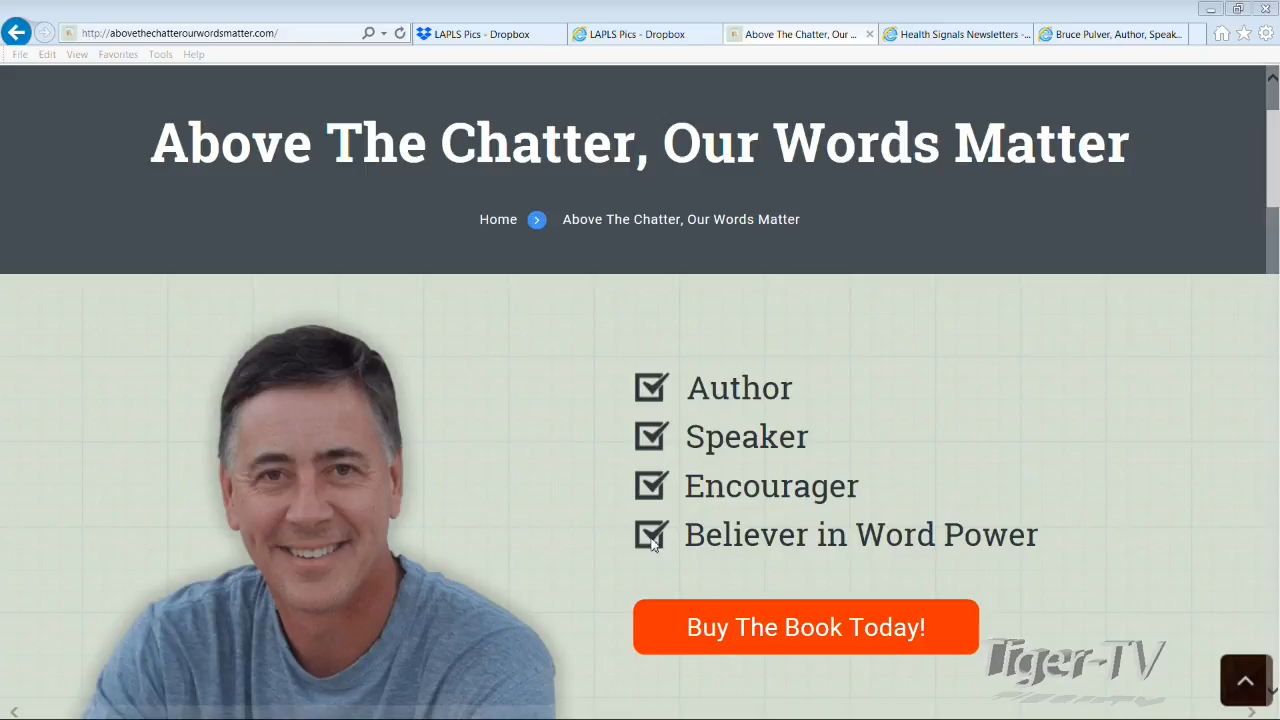 http://abovethechatterourwordsmatter.com/
LAPLS Pics - Dropbox
LAPLS Pics - Dropbox
Above The Chatter, Our ...
Health Signals Newsletters -...
Bruce Pulver, Author, Speak...
File Edit View Favorites Tools Help
Above The Chatter, Our Words Matter
Home Above The Chatter, Our Words Matter
Author
Speaker
Encourager
Believer in Word Power
Buy The Book Today!
Tiger-TV